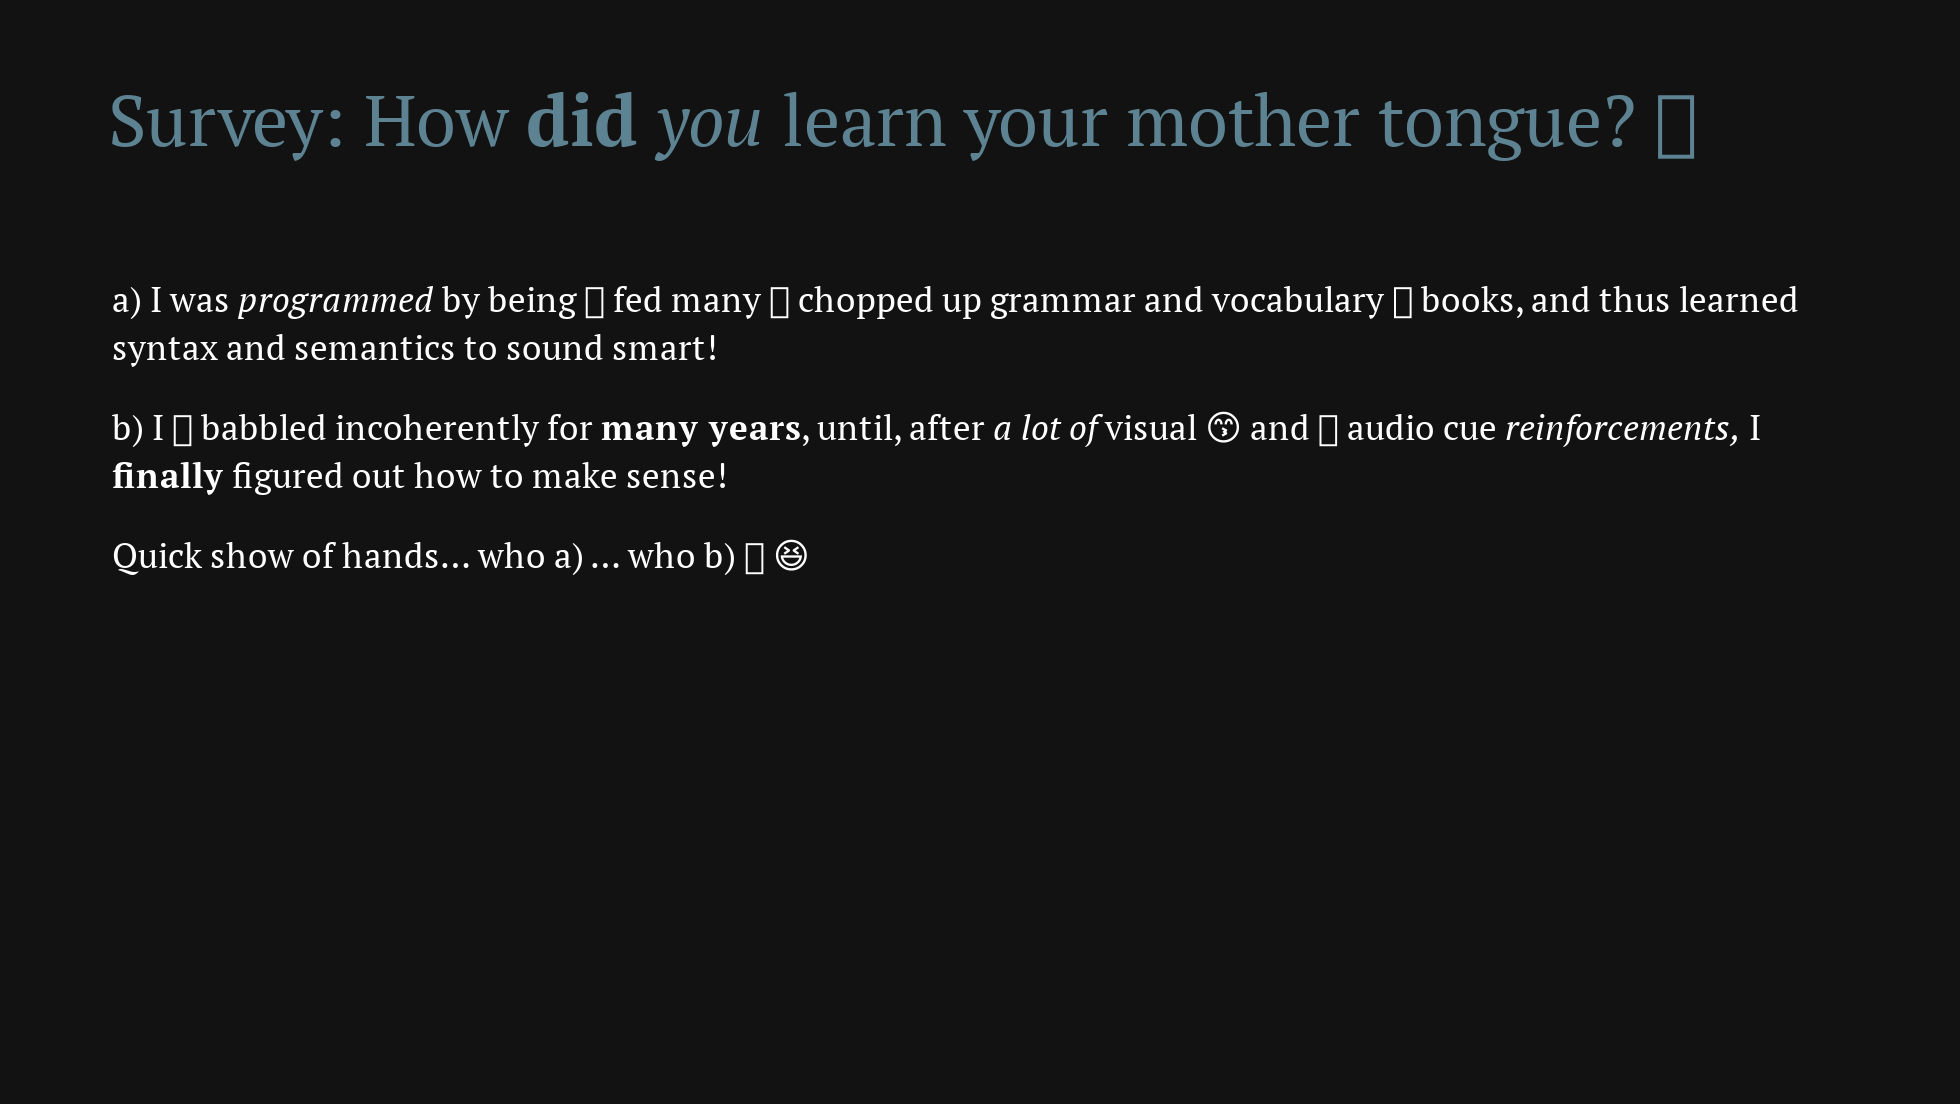 Survey: How did you learn your mother tongue? ▯
a) I was programmed by being ▯ fed many ▯ chopped up grammar and vocabulary ▯ books, and thus learned
syntax and semantics to sound smart!
b) I ▯ babbled incoherently for many years, until, after a lot of visual 😙 and ▯ audio cue reinforcements, I
finally figured out how to make sense!
Quick show of hands… who a) … who b) ▯ 😆